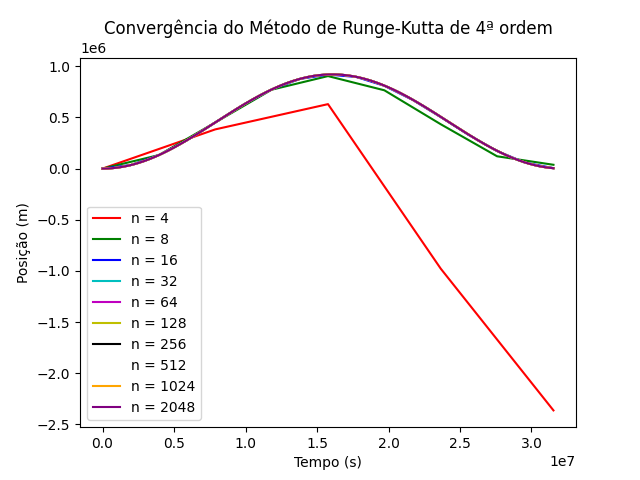 Convergência do Método de Runge-Kutta de 4ª ordem
1e6
1.0
0.5
0.0
−0.5
−1.0
−1.5
−2.0
−2.5
Posição (m)
n = 4
n = 8
n = 16
n = 32
n = 64
n = 128
n = 256
n = 512
n = 1024
n = 2048
0.0 0.5 1.0 1.5 2.0 2.5 3.0
Tempo (s)
1e7